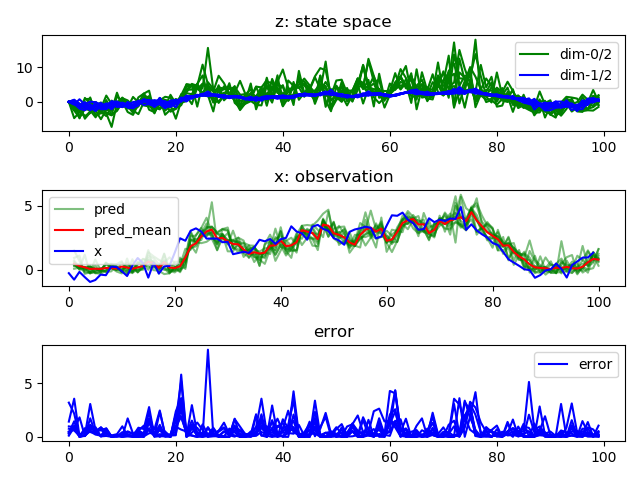 z: state space
10
0
dim-0/2
dim-1/2
0 20 40 60 80 100
x: observation
5
0
pred
pred_mean
x
0 20 40 60 80 100
error
5
0
error
0 20 40 60 80 100